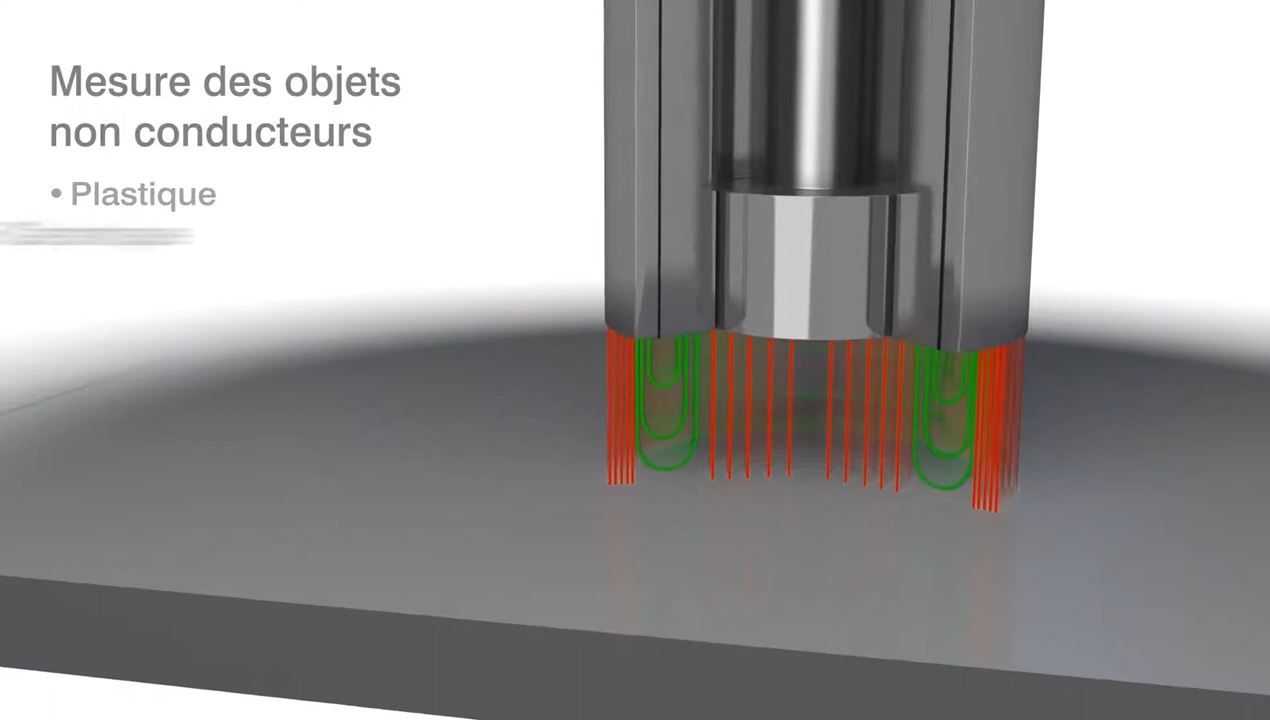 Mesure des objets
non conducteurs
• Plastique